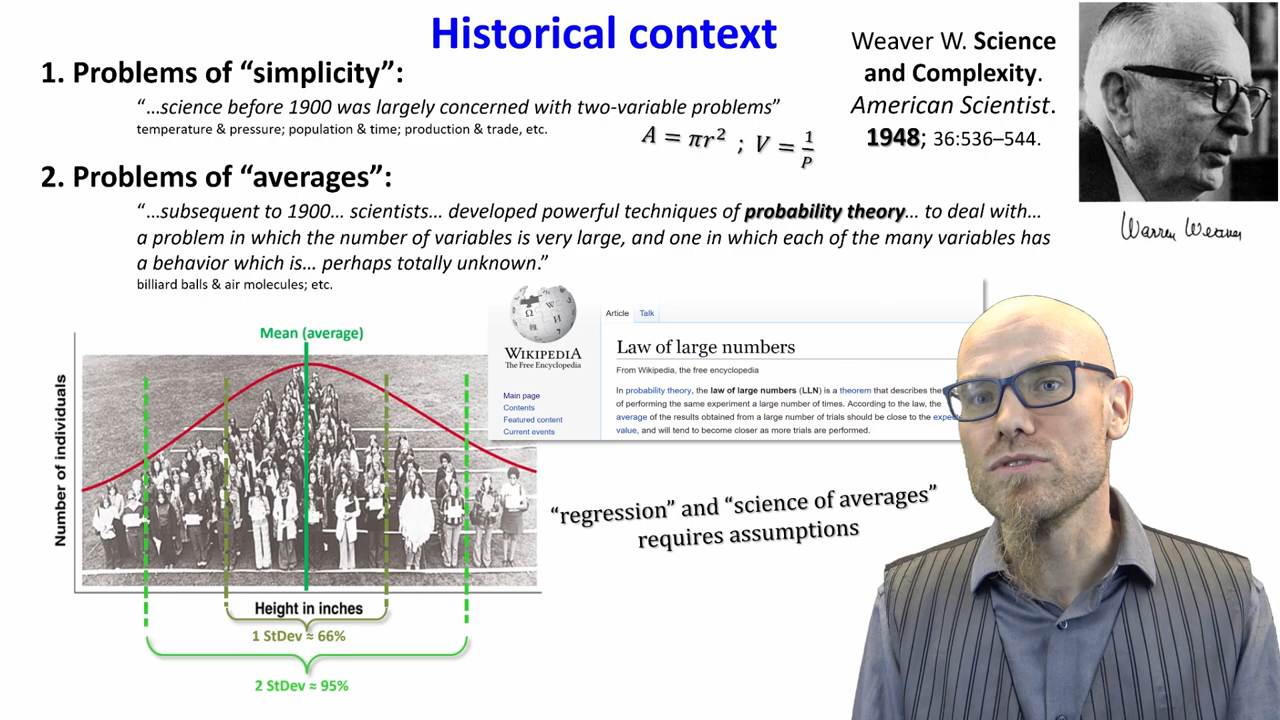 Historical context
1. Problems of “simplicity”:
“…science before 1900 was largely concerned with two-variable problems”
temperature & pressure; population & time; production & trade, etc.
A = πr² ; V = 1/P
Weaver W. Science
and Complexity.
American Scientist.
1948; 36:536–544.
Warren Weaver
2. Problems of “averages”:
“…subsequent to 1900… scientists… developed powerful techniques of probability theory… to deal with…
a problem in which the number of variables is very large, and one in which each of the many variables has
a behavior which is… perhaps totally unknown.”
billiard balls & air molecules; etc.
Mean (average)
Number of individuals
Height in inches
1 StDev ≈ 66%
2 StDev ≈ 95%
WIKIPEDIA
The Free Encyclopedia
Main page
Contents
Featured content
Current events
Article Talk
Law of large numbers
From Wikipedia, the free encyclopedia
In probability theory, the law of large numbers (LLN) is a theorem that describes the
of performing the same experiment a large number of times. According to the law, the
average of the results obtained from a large number of trials should be close to the
value, and will tend to become closer as more trials are performed.
“regression” and “science of averages”
requires assumptions